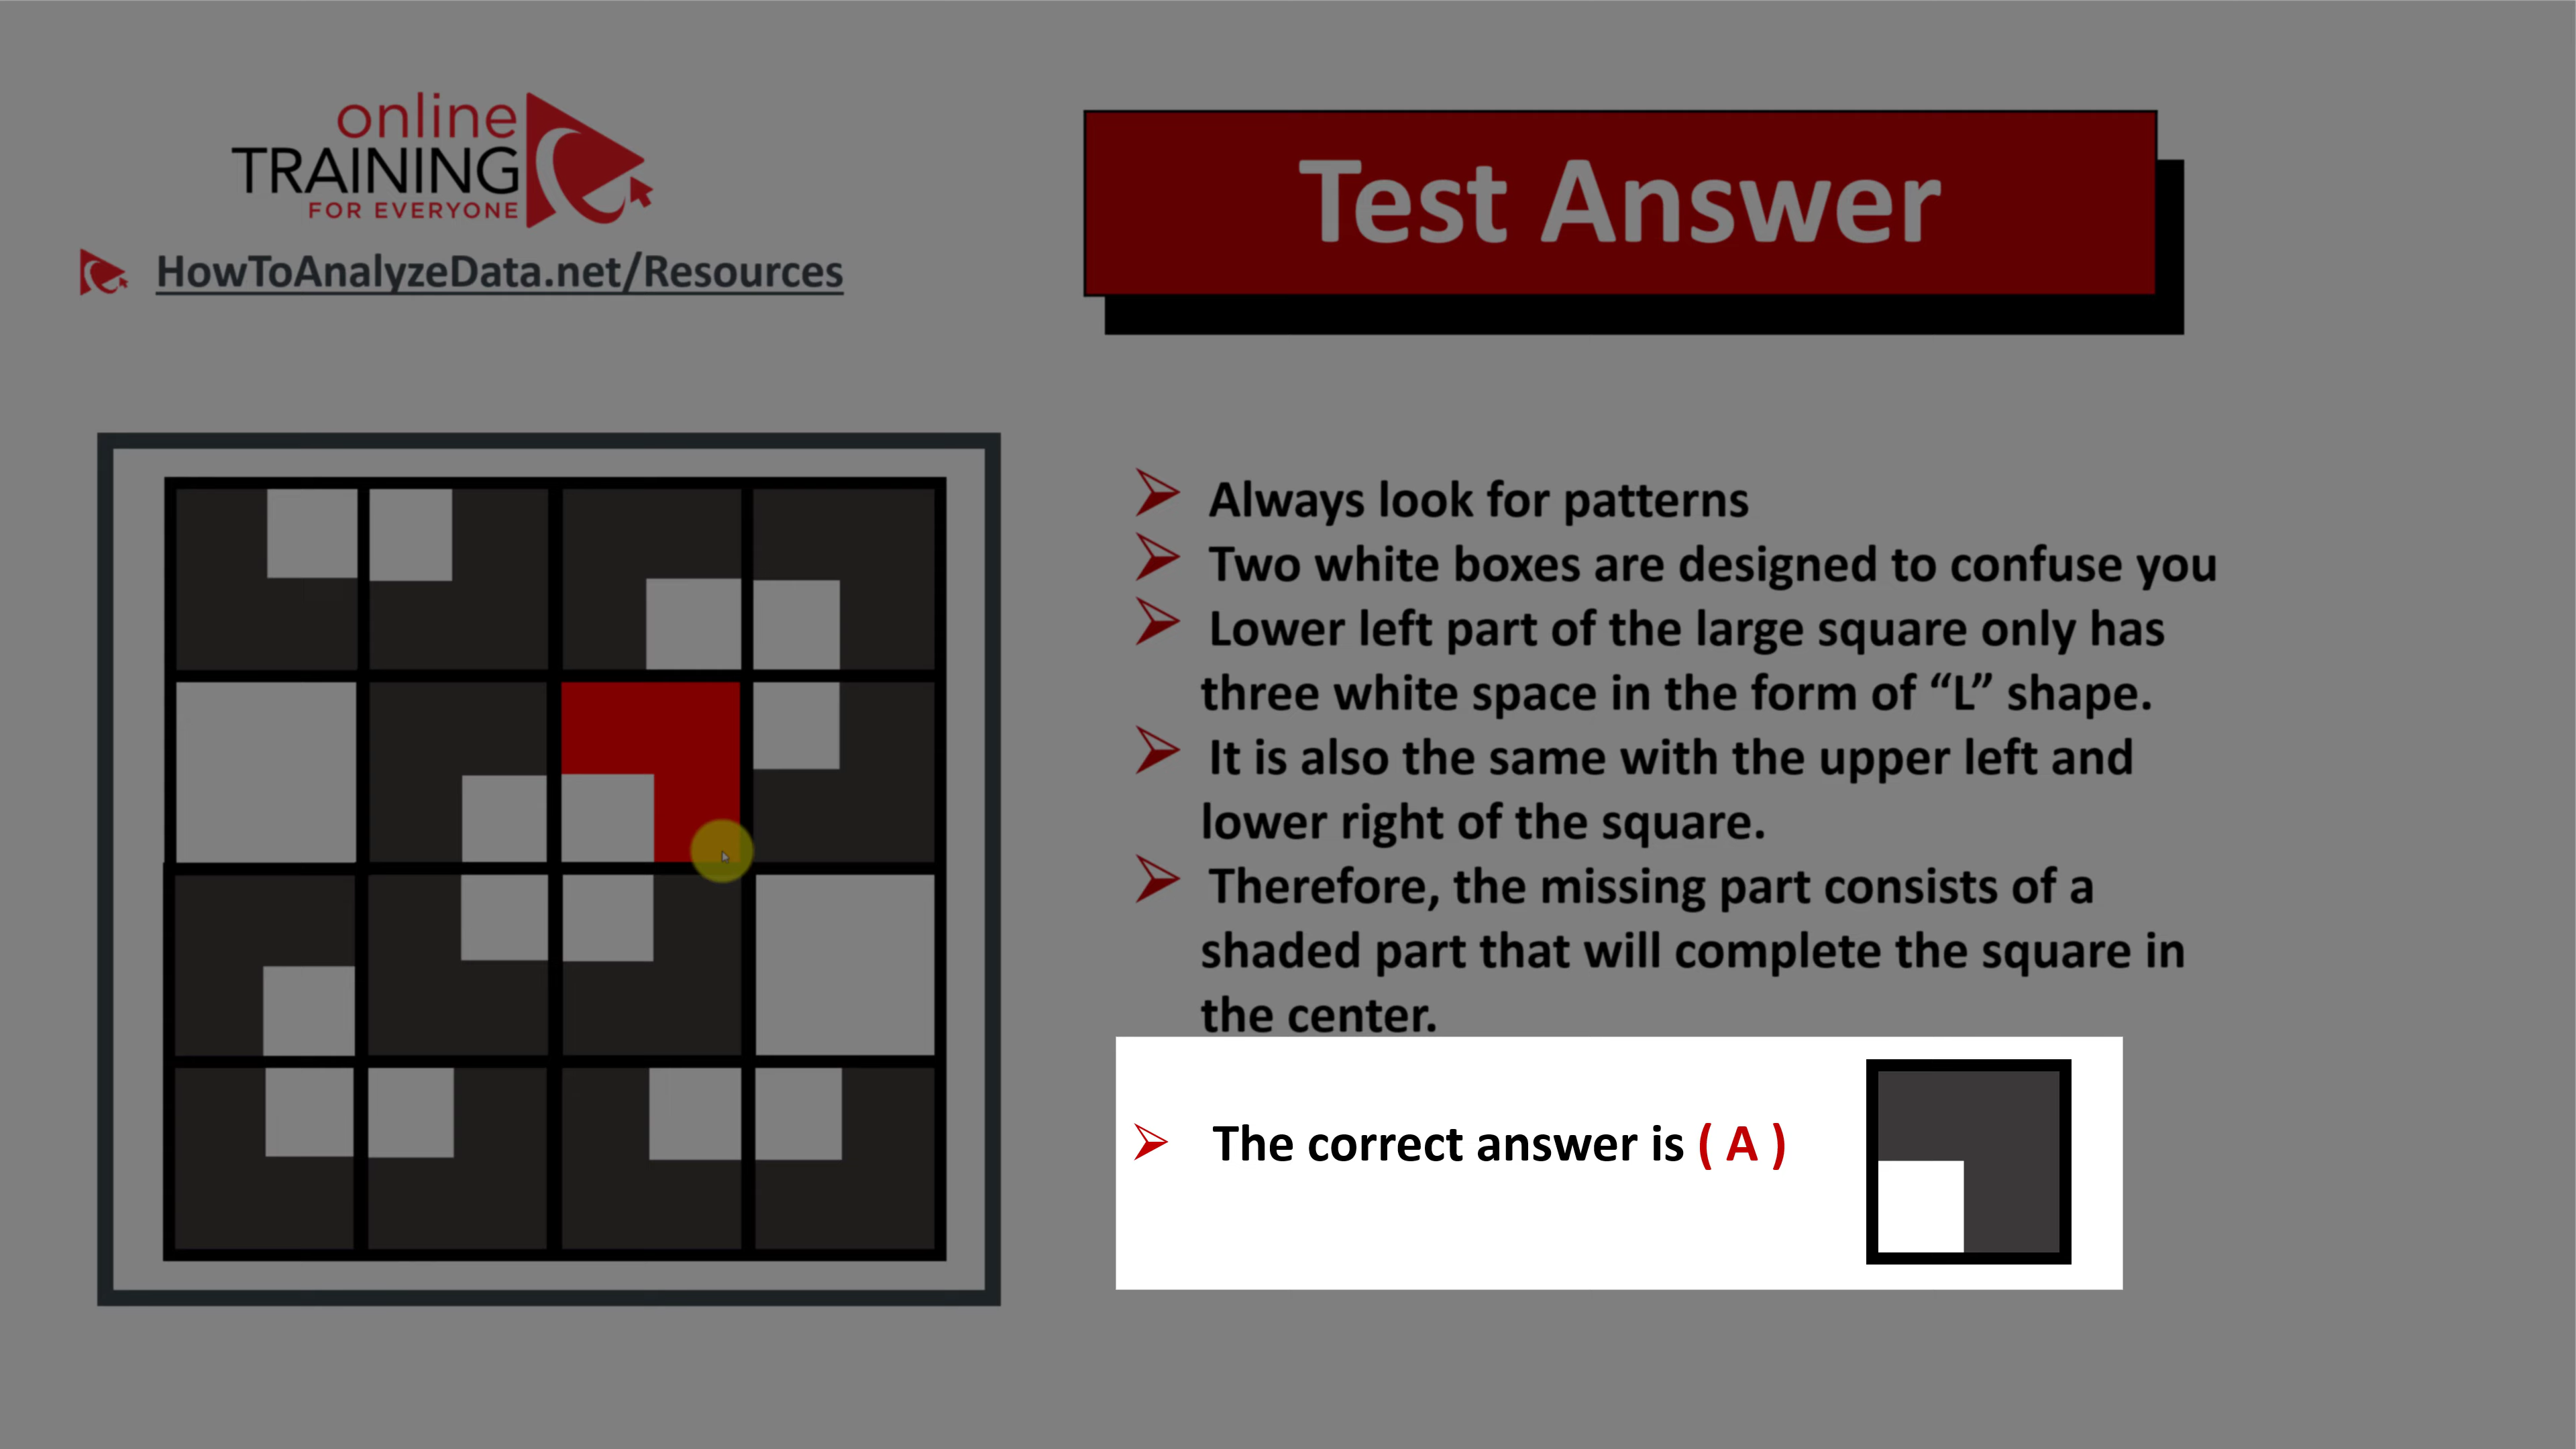 online
TRAINING
FOR EVERYONE
HowToAnalyzeData.net/Resources
Test Answer
Always look for patterns
Two white boxes are designed to confuse you
Lower left part of the large square only has
three white space in the form of “L” shape.
It is also the same with the upper left and
lower right of the square.
Therefore, the missing part consists of a
shaded part that will complete the square in
the center.
The correct answer is ( A )